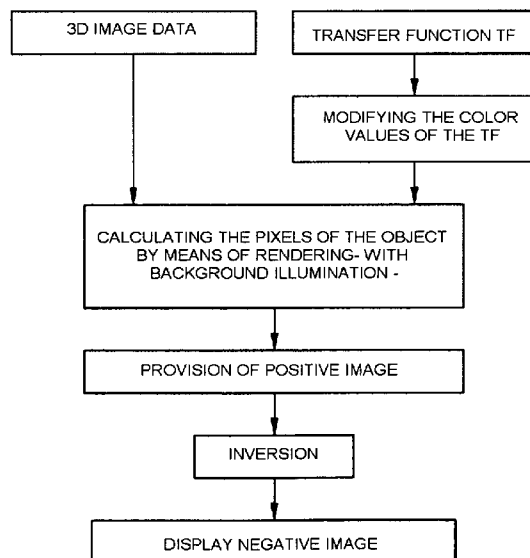 3D IMAGE DATA
TRANSFER FUNCTION TF
MODIFYING THE COLOR
VALUES OF THE TF
CALCULATING THE PIXELS OF THE OBJECT
BY MEANS OF RENDERING- WITH
BACKGROUND ILLUMINATION -
PROVISION OF POSITIVE IMAGE
INVERSION
DISPLAY NEGATIVE IMAGE